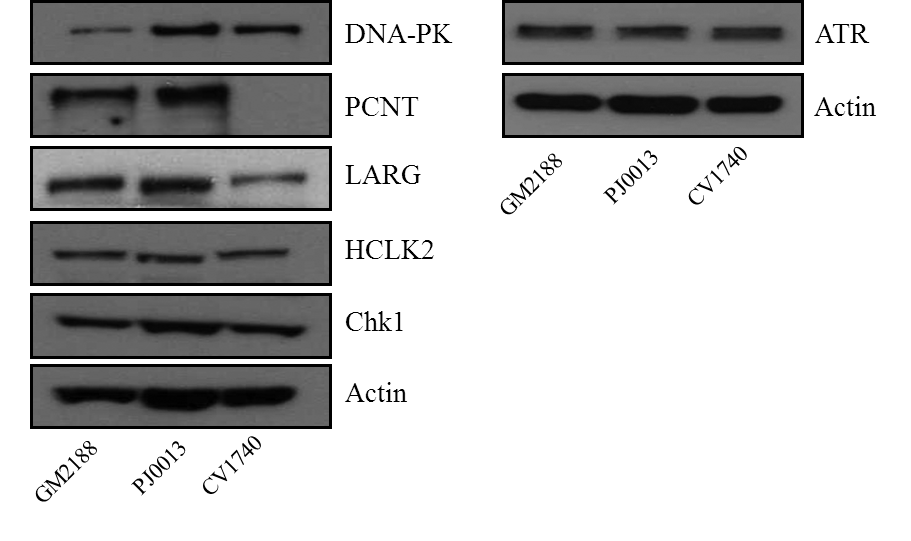 DNA-PK
PCNT
LARG
HCLK2
Chk1
Actin
GM2188 PJ0013 CV1740
ATR
Actin
GM2188 PJ0013 CV1740